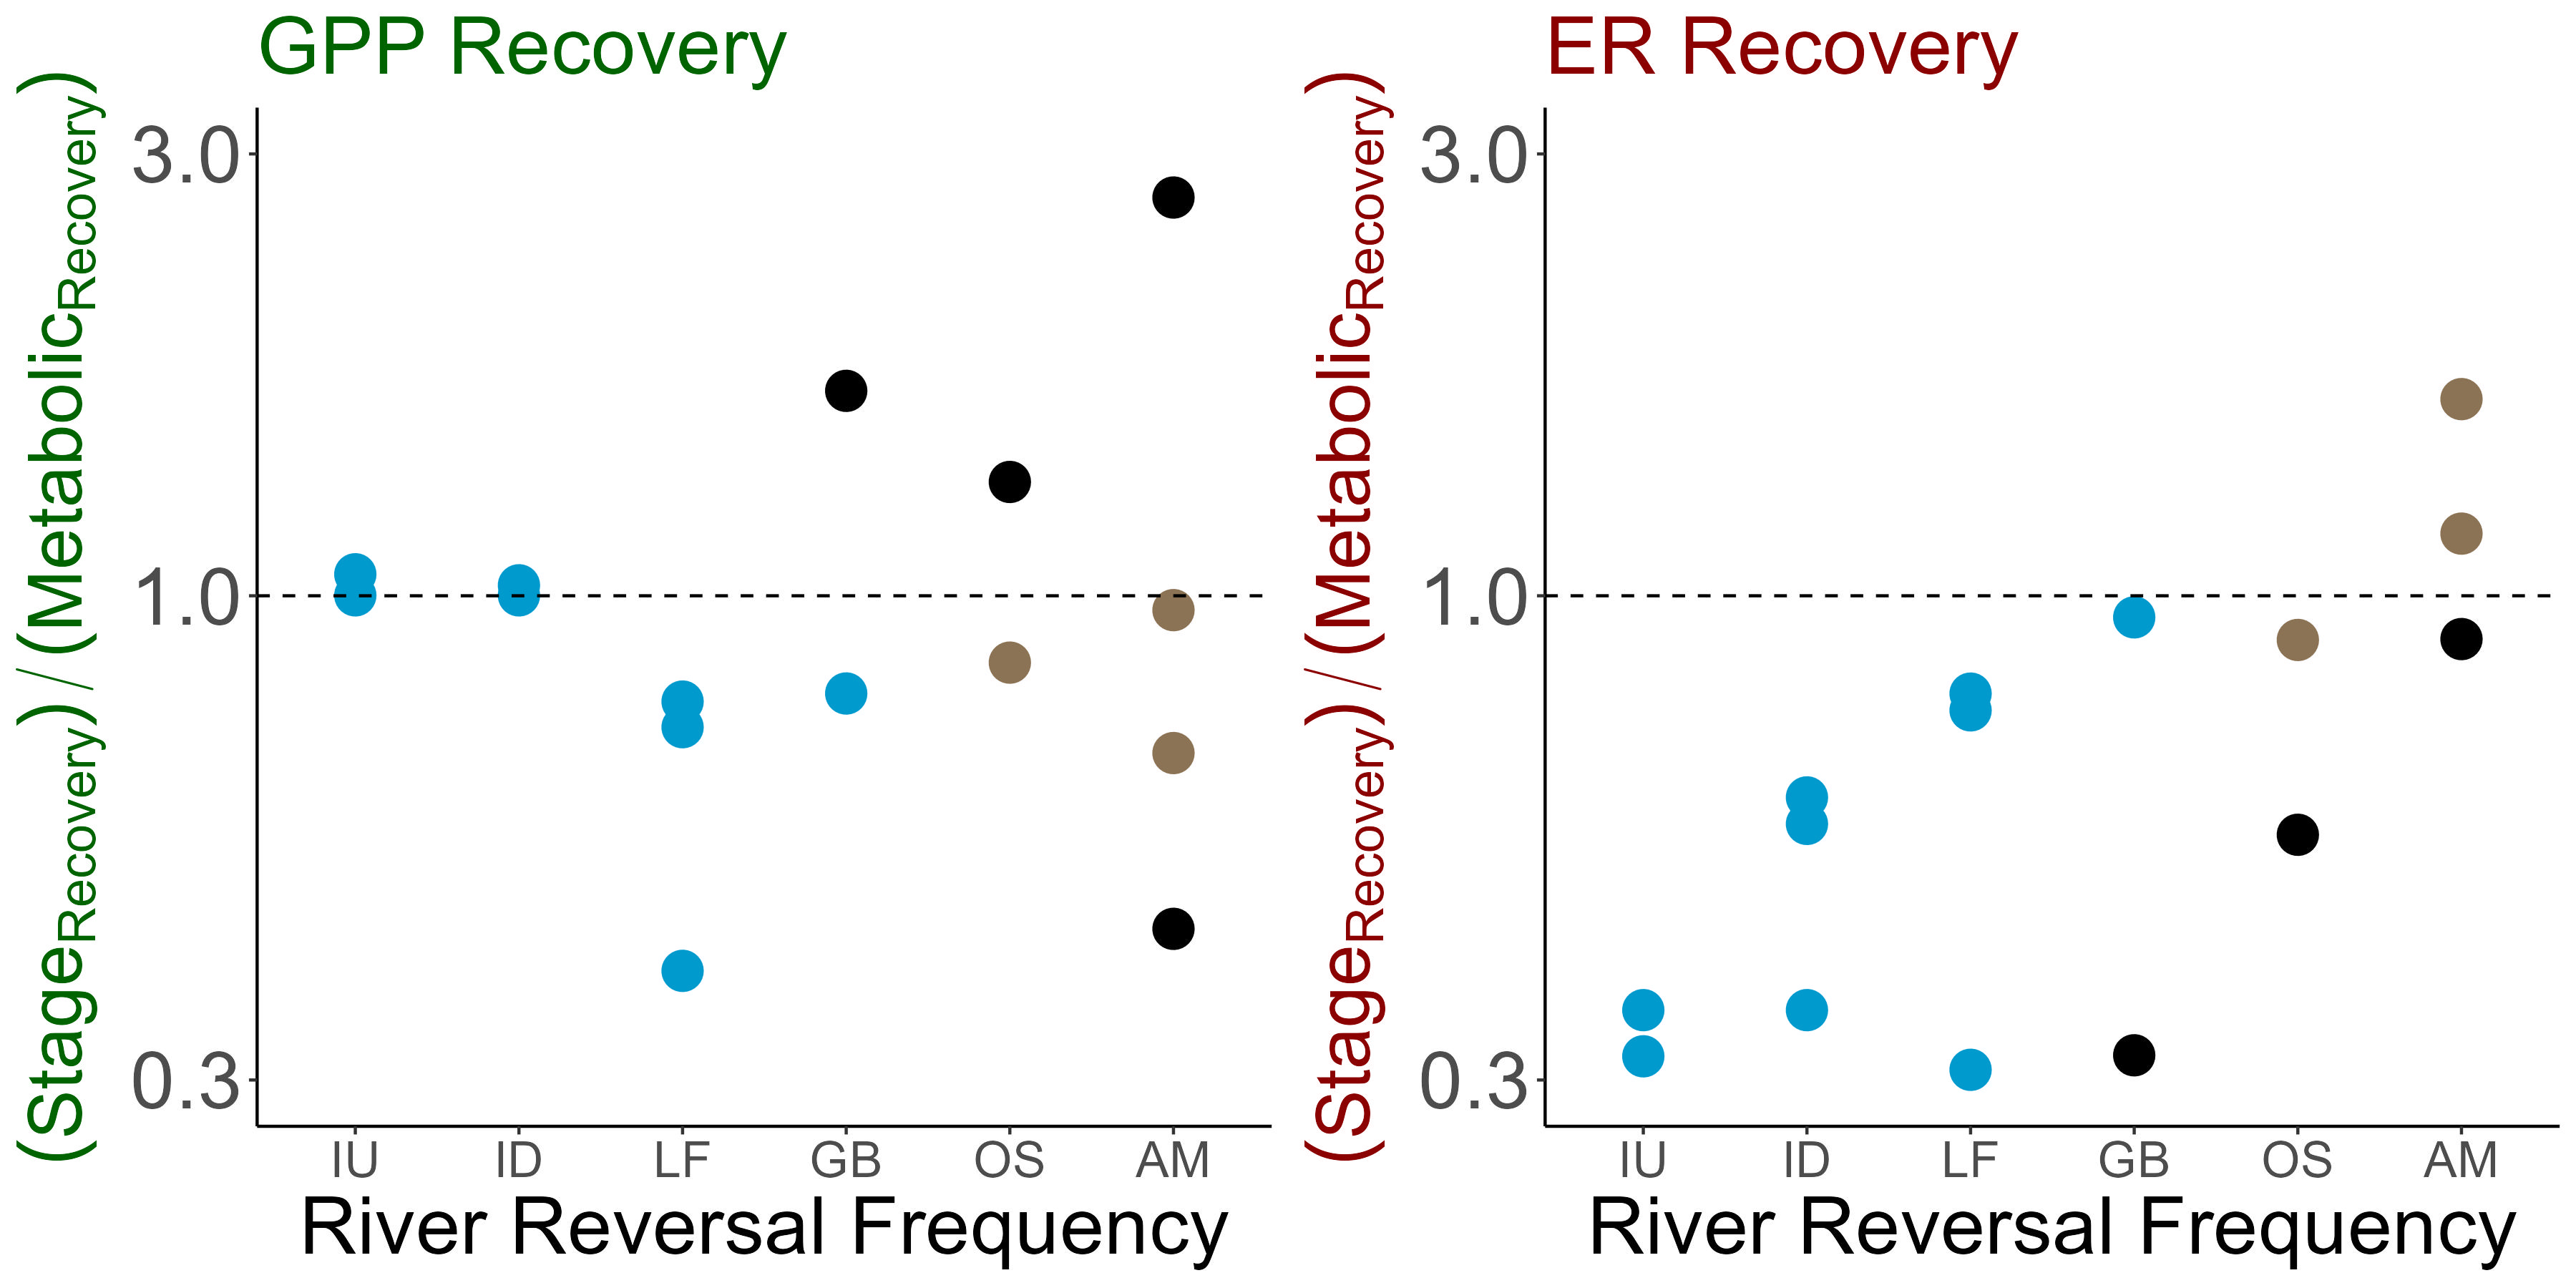 GPP Recovery
(StageRecovery) / (MetabolicRecovery)
3.0
1.0
0.3
IU ID LF GB OS AM
River Reversal Frequency
ER Recovery
(StageRecovery) / (MetabolicRecovery)
3.0
1.0
0.3
IU ID LF GB OS AM
River Reversal Frequency